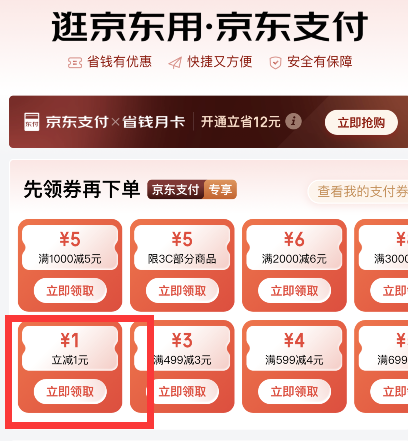 逛京东用·京东支付
省钱有优惠 快捷又方便 安全有保障
京东支付×省钱月卡 开通立省12元 i 立即抢购
先领券再下单 京东支付 专享 查看我的支付券
¥5 ¥5 ¥6
满1000减5元 限3C部分商品 满2000减6元 满3000
立即领取 立即领取 立即领取 立即
¥1 ¥3 ¥4
立减1元 满499减3元 满599减4元 满699
立即领取 立即领取 立即领取 立即